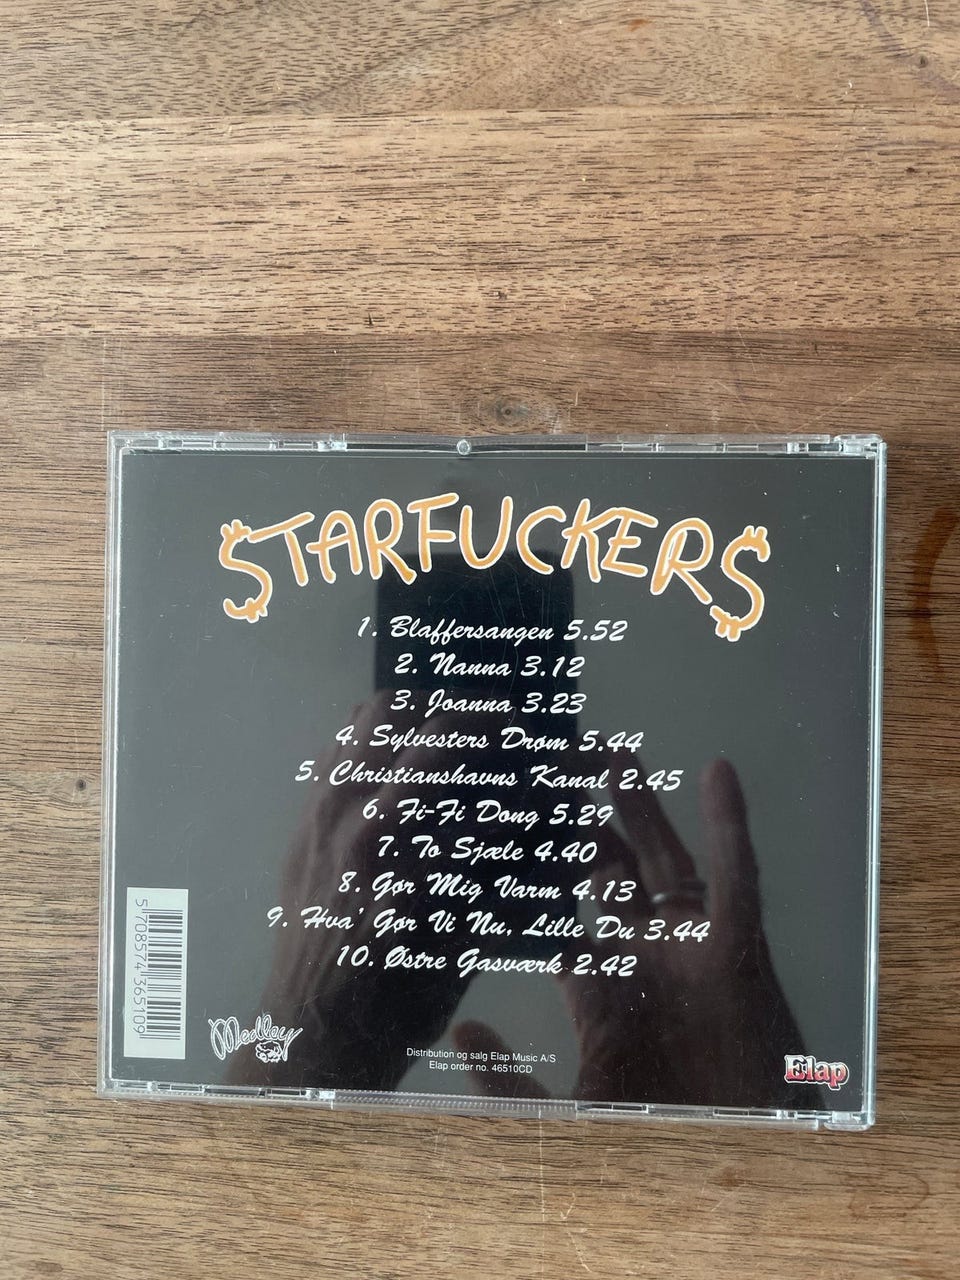 $TARFUCKER$
1. Blaffersangen 5.52
2. Nanna 3.12
3. Joanna 3.23
4. Sylvesters Drøm 5.44
5. Christianshavns Kanal 2.45
6. Fi-Fi Dong 5.29
7. To Sjæle 4.40
8. Gør Mig Varm 4.13
9. Hva' Gør Vi Nu, Lille Du 3.44
10. Østre Gasværk 2.42
5 708574 365109
Medley
Distribution og salg Elap Music A/S
Elap order no. 46510CD
Elap